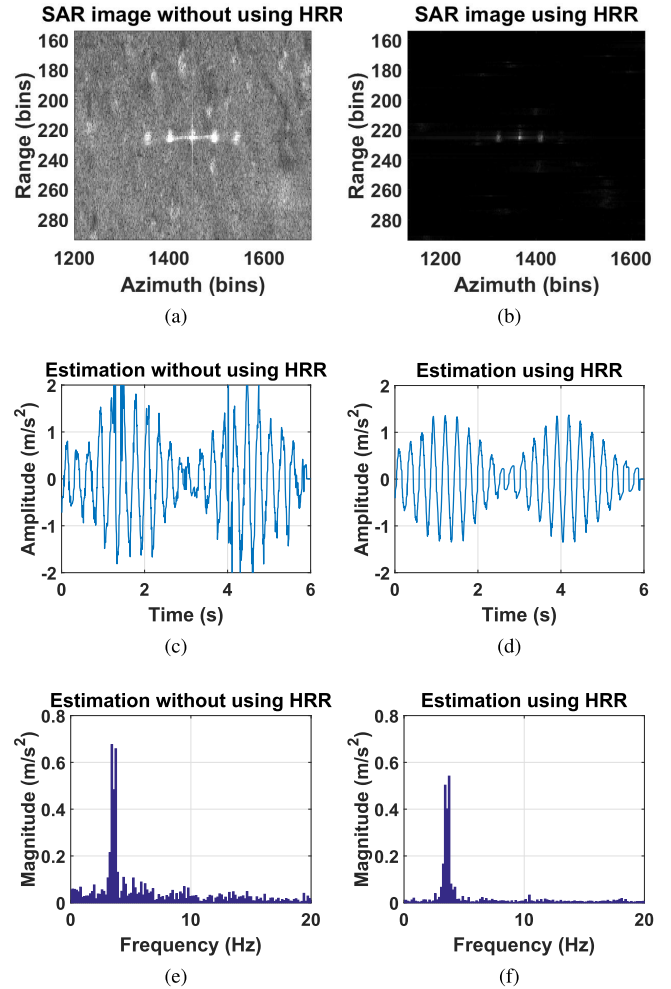 SAR image without using HRR
SAR image using HRR
Range (bins)
160
180
200
220
240
260
280
1200
1400
1600
Azimuth (bins)
(a)
Range (bins)
160
180
200
220
240
260
280
1200
1400
1600
Azimuth (bins)
(b)
Estimation without using HRR
Amplitude (m/s²)
2
1
0
-1
-2
0
2
4
6
Time (s)
(c)
Estimation using HRR
Amplitude (m/s²)
2
1
0
-1
-2
0
2
4
6
Time (s)
(d)
Estimation without using HRR
Magnitude (m/s²)
0.8
0.6
0.4
0.2
0
0
10
20
Frequency (Hz)
(e)
Estimation using HRR
Magnitude (m/s²)
0.8
0.6
0.4
0.2
0
0
10
20
Frequency (Hz)
(f)